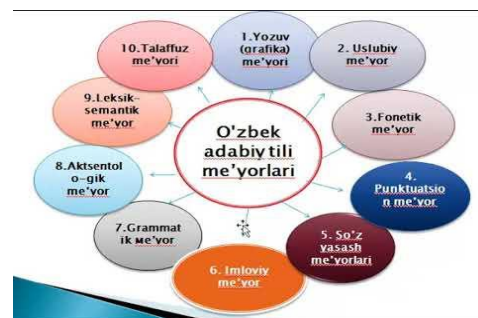 1.Yozuv
(grafika)
me'yori
2. Uslubiy
me'yor
3.Fonetik
me'yor
4.
Punktuatsio
n me'yor
5. So'z
yasash
me'yorlari
6. Imloviy
me'yor
7.Grammat
ik ме'yor
8.Aktsentol
o-gik
me'yor
9.Leksik-
semantik
me'yor
10.Talaffuz
me'yori
O'zbek
adabiy tili
me'yorlari